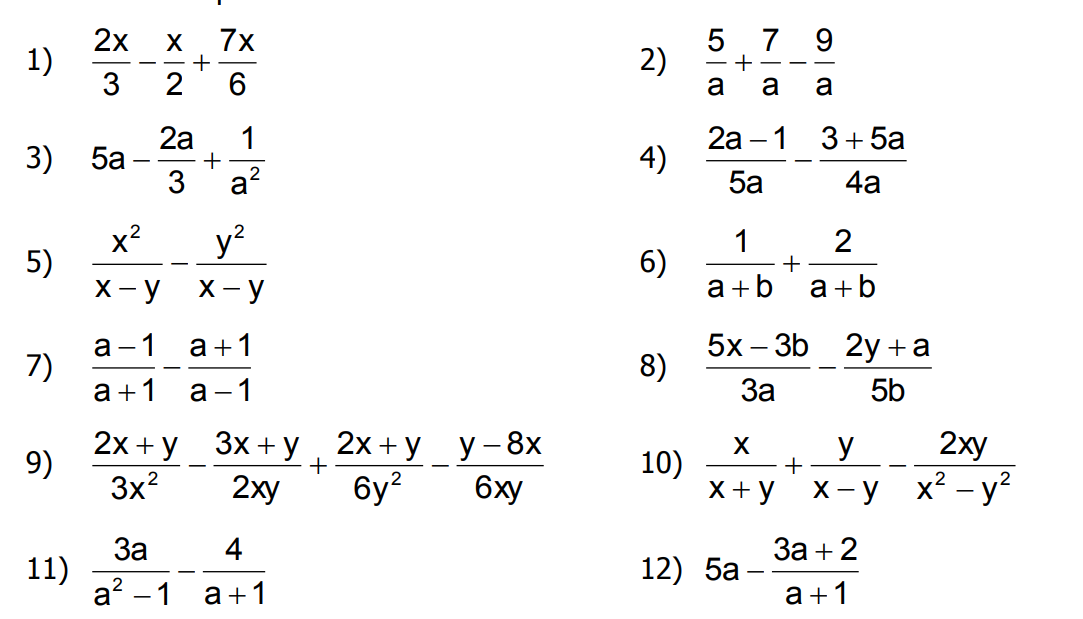 1) 2x/3 − x/2 + 7x/6
2) 5/a + 7/a − 9/a
3) 5a − 2a/3 + 1/a²
4) (2a − 1)/5a − (3 + 5a)/4a
5) x²/(x − y) − y²/(x − y)
6) 1/(a + b) + 2/(a + b)
7) (a − 1)/(a + 1) − (a + 1)/(a − 1)
8) (5x − 3b)/3a − (2y + a)/5b
9) (2x + y)/3x² − (3x + y)/2xy + (2x + y)/6y² − (y − 8x)/6xy
10) x/(x + y) + y/(x − y) − 2xy/(x² − y²)
11) 3a/(a² − 1) − 4/(a + 1)
12) 5a − (3a + 2)/(a + 1)